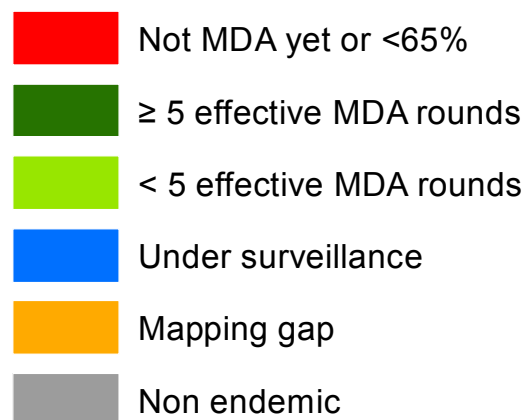 Not MDA yet or <65%
≥ 5 effective MDA rounds
< 5 effective MDA rounds
Under surveillance
Mapping gap
Non endemic